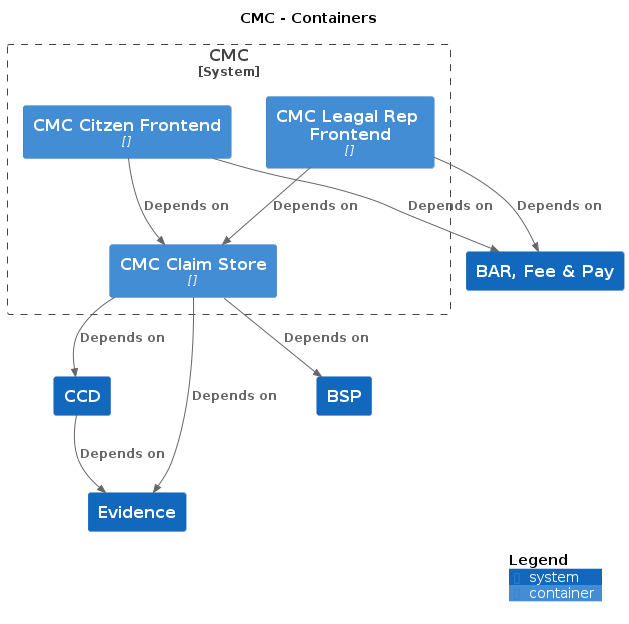 CMC - Containers
CMC
[System]
CMC Citzen Frontend
[]
CMC Leagal Rep
Frontend
[]
Depends on
Depends on
Depends on
Depends on
CMC Claim Store
[]
BAR, Fee & Pay
Depends on
Depends on
Depends on
CCD
BSP
Depends on
Evidence
Legend
system
container